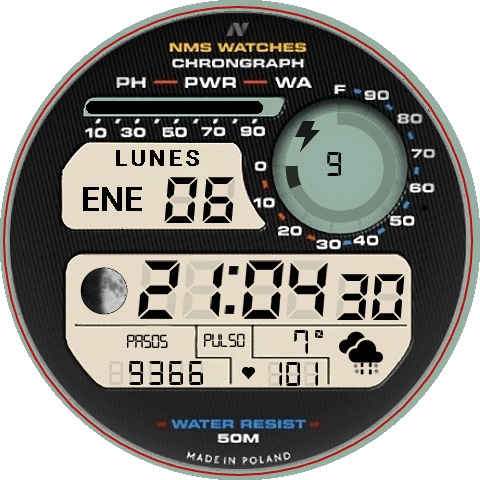 N
NMS WATCHES
CHRONGRAPH
PH — PWR — WA
10 30 50 70 90
F 90
80
70
60
50
40
30
20
10
0
9
LUNES
ENE 06
21:04 30
PASOS PULSO 7
9366 101
WATER RESIST
50M
MADE IN POLAND